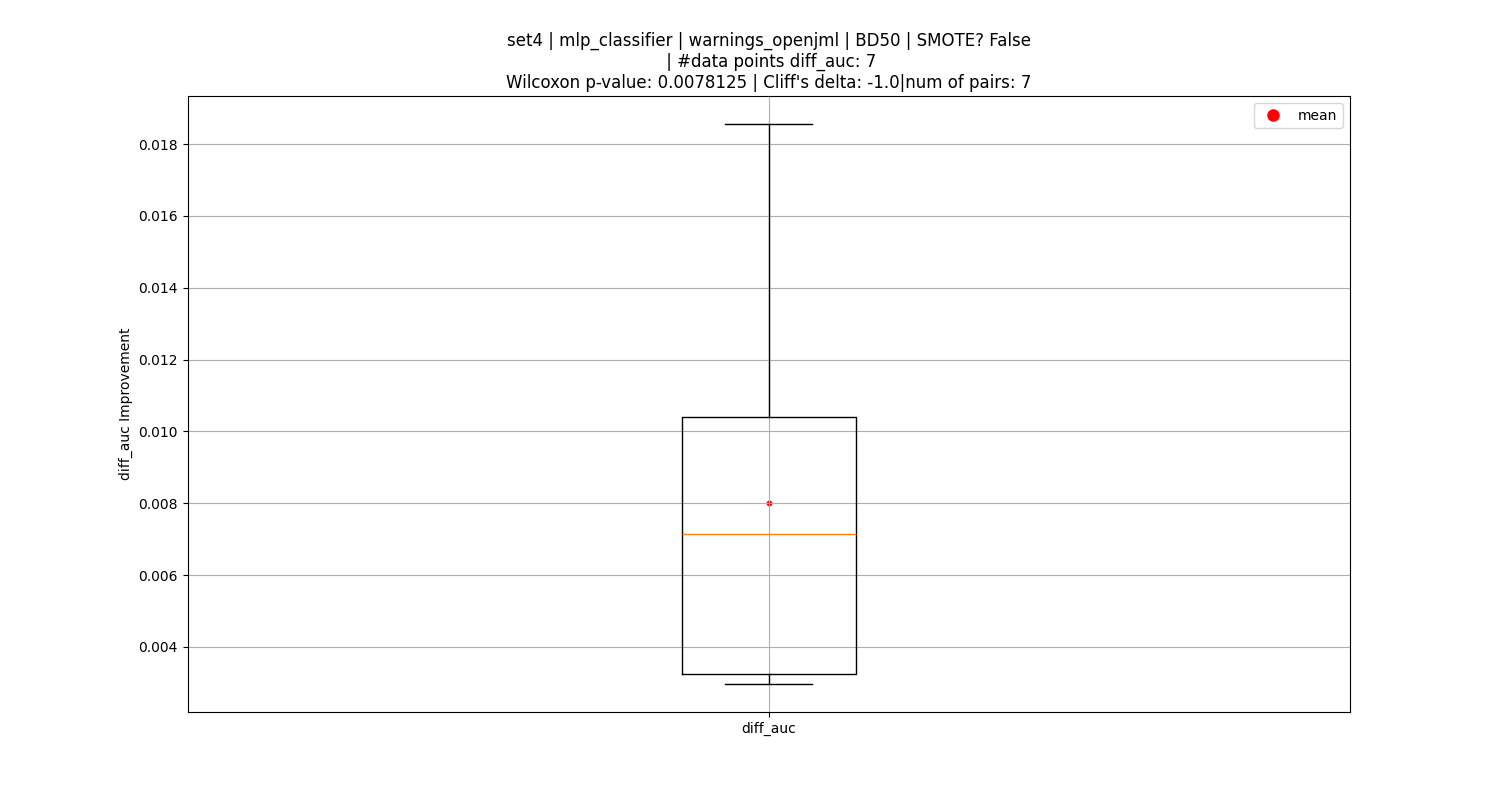 set4 | mlp_classifier | warnings_openjml | BD50 | SMOTE? False
| #data points diff_auc: 7
Wilcoxon p-value: 0.0078125 | Cliff's delta: -1.0|num of pairs: 7
mean
0.018
0.016
0.014
0.012
0.010
0.008
0.006
0.004
diff_auc Improvement
diff_auc